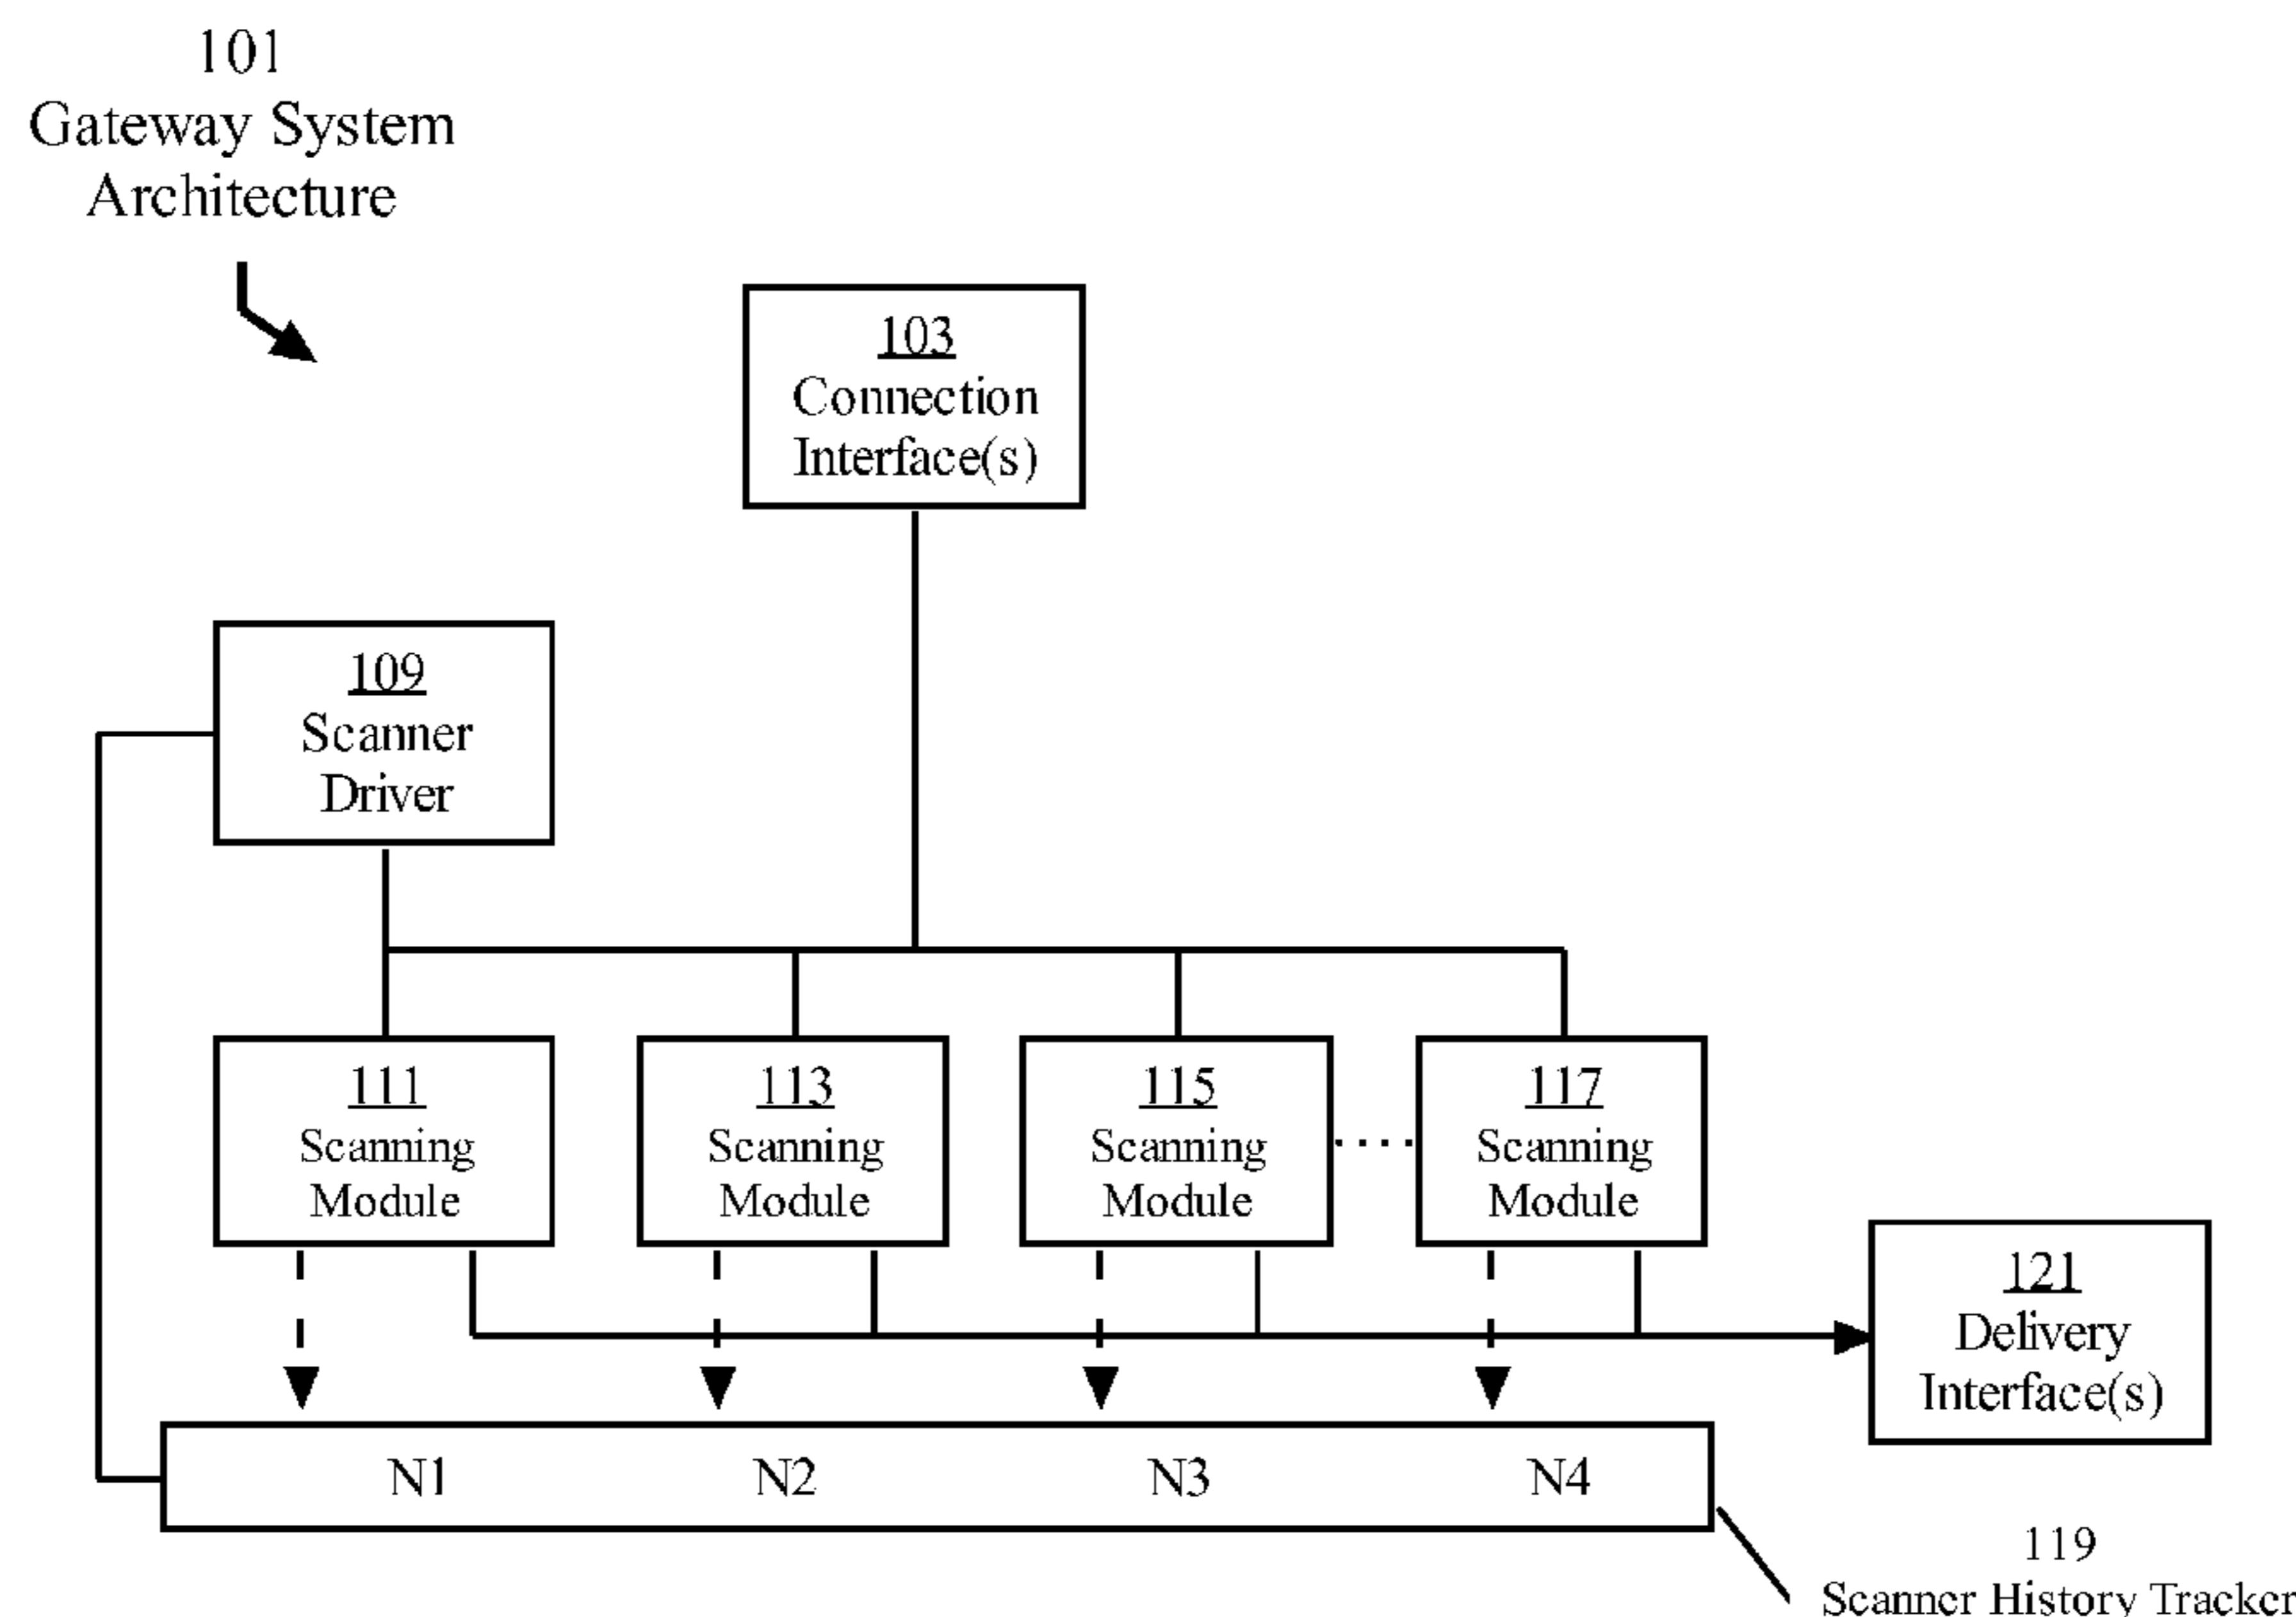 101
Gateway System
Architecture
103
Connection
Interface(s)
109
Scanner
Driver
111
Scanning
Module
113
Scanning
Module
115
Scanning
Module
117
Scanning
Module
121
Delivery
Interface(s)
N1 N2 N3 N4
119
Scanner History Tracker